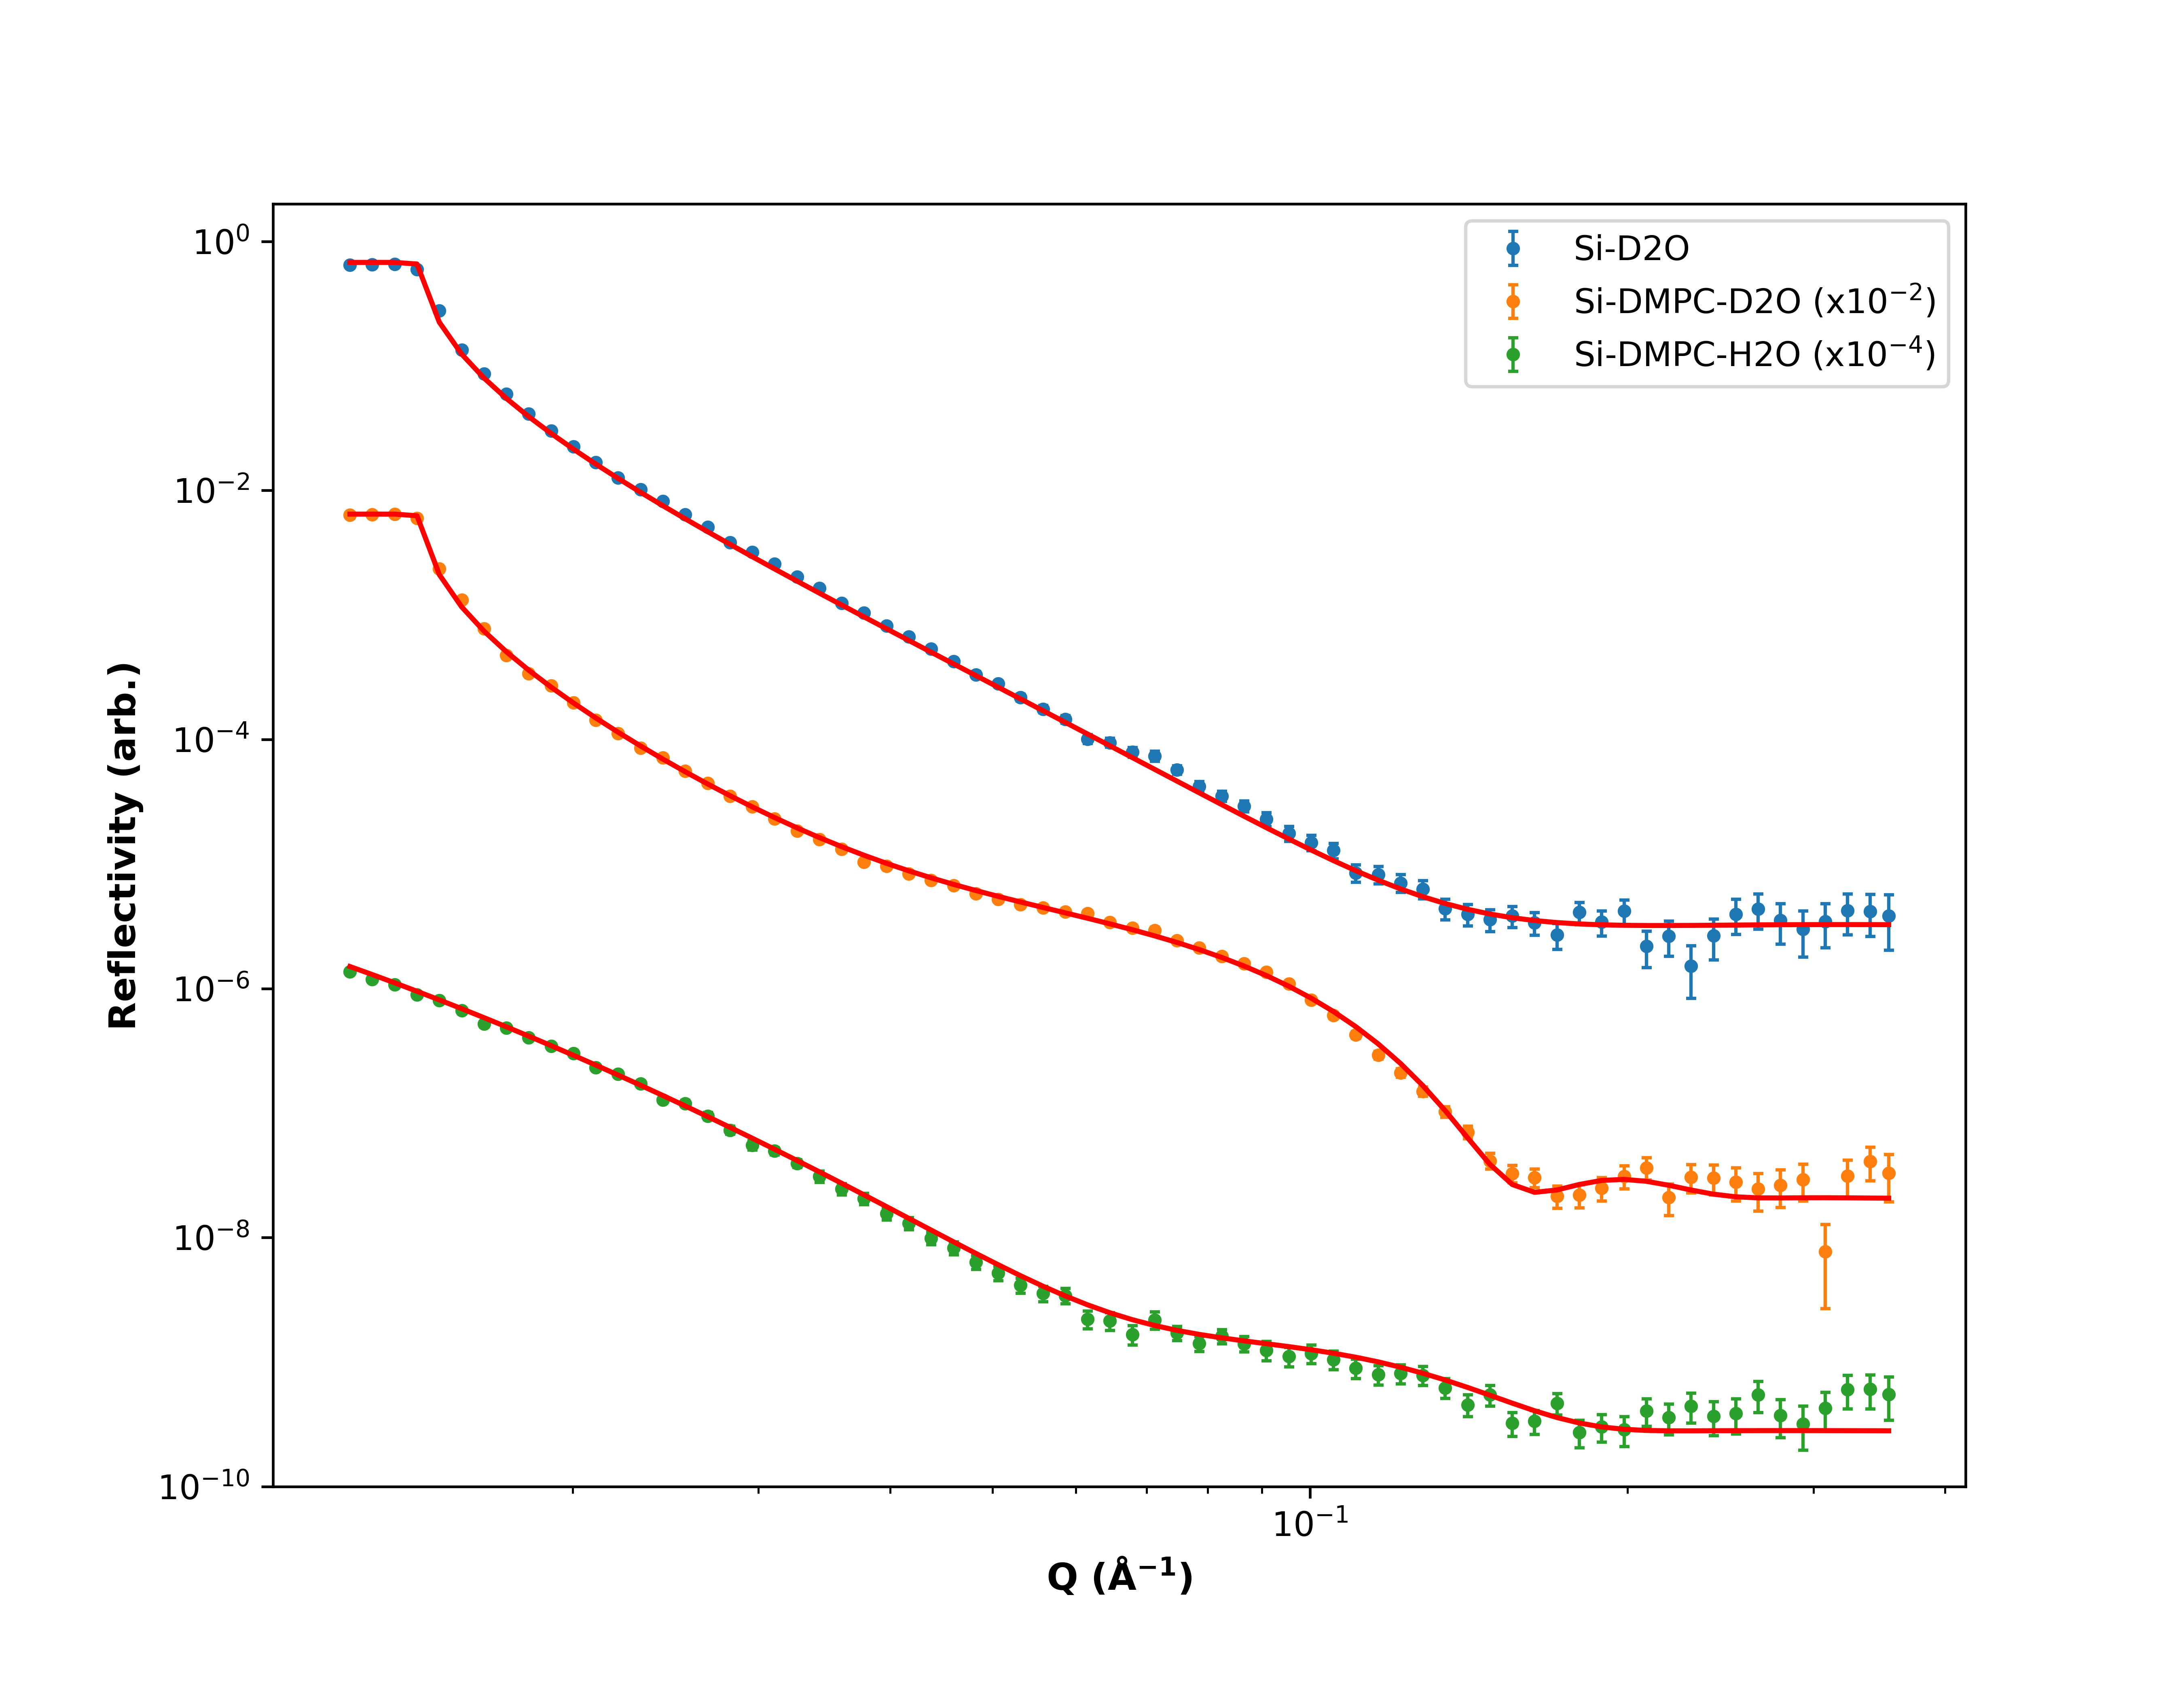 Si-D2O
Si-DMPC-D2O (x10⁻²)
Si-DMPC-H2O (x10⁻⁴)
10⁰
10⁻²
10⁻⁴
10⁻⁶
10⁻⁸
10⁻¹⁰
Reflectivity (arb.)
10⁻¹
Q (Å⁻¹)